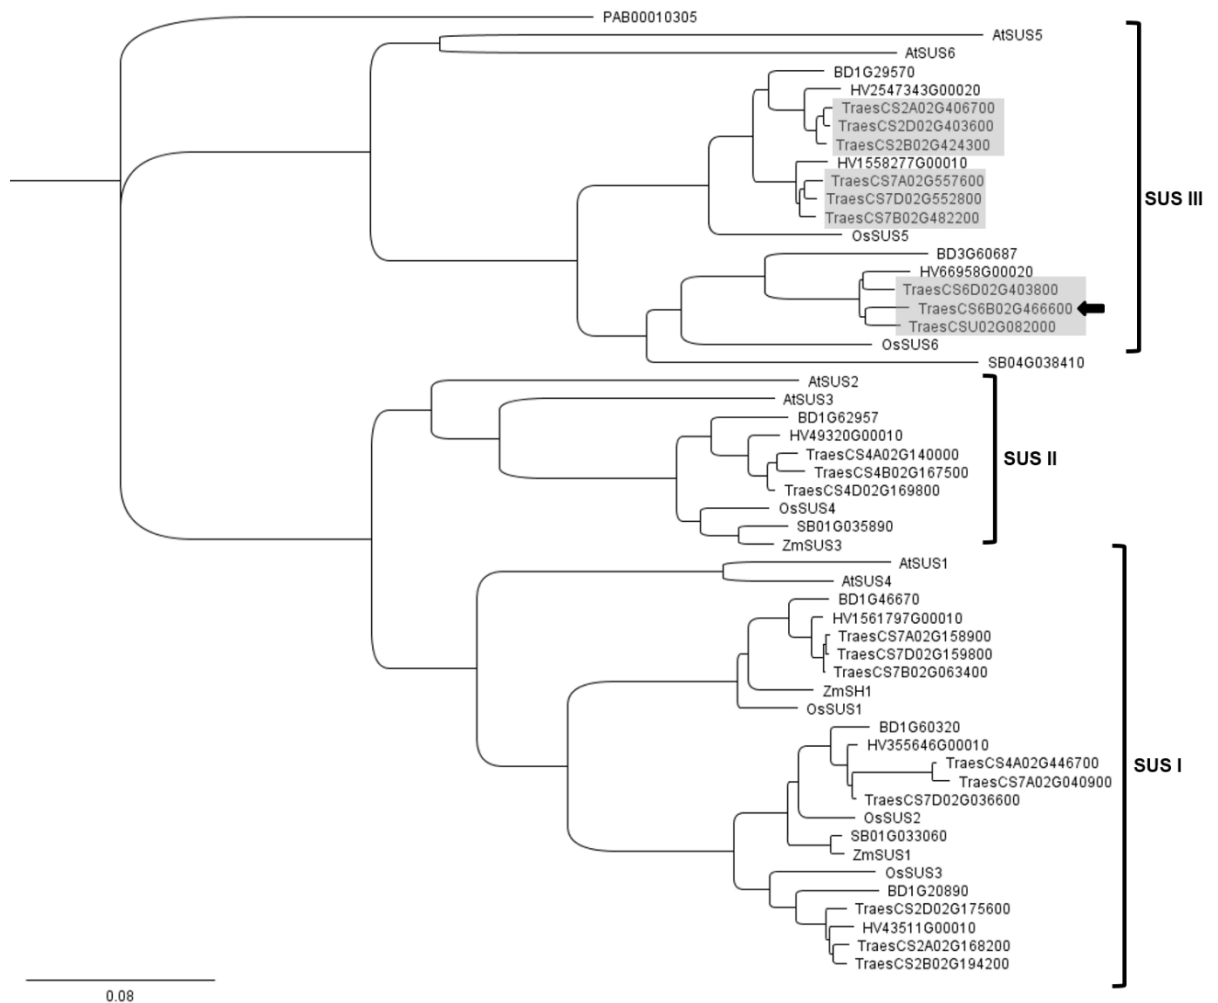 PAB00010305
AtSUS5
AtSUS6
BD1G29570
HV2547343G00020
TraesCS2A02G406700
TraesCS2D02G403600
TraesCS2B02G424300
HV1558277G00010
TraesCS7A02G557600
TraesCS7D02G552800
TraesCS7B02G482200
SUS III
OsSUS5
BD3G60687
HV66958G00020
TraesCS6D02G403800
TraesCS6B02G466600
TraesCSU02G082000
OsSUS6
SB04G038410
AtSUS2
AtSUS3
BD1G62957
HV49320G00010
TraesCS4A02G140000
SUS II
TraesCS4B02G167500
TraesCS4D02G169800
OsSUS4
SB01G035890
ZmSUS3
AtSUS1
AtSUS4
BD1G46670
HV1561797G00010
TraesCS7A02G158900
TraesCS7D02G159800
TraesCS7B02G063400
ZmSH1
OsSUS1
BD1G60320
HV355646G00010
TraesCS4A02G446700
SUS I
TraesCS7A02G040900
TraesCS7D02G036600
OsSUS2
SB01G033060
ZmSUS1
OsSUS3
BD1G20890
TraesCS2D02G175600
HV43511G00010
TraesCS2A02G168200
TraesCS2B02G194200
0.08